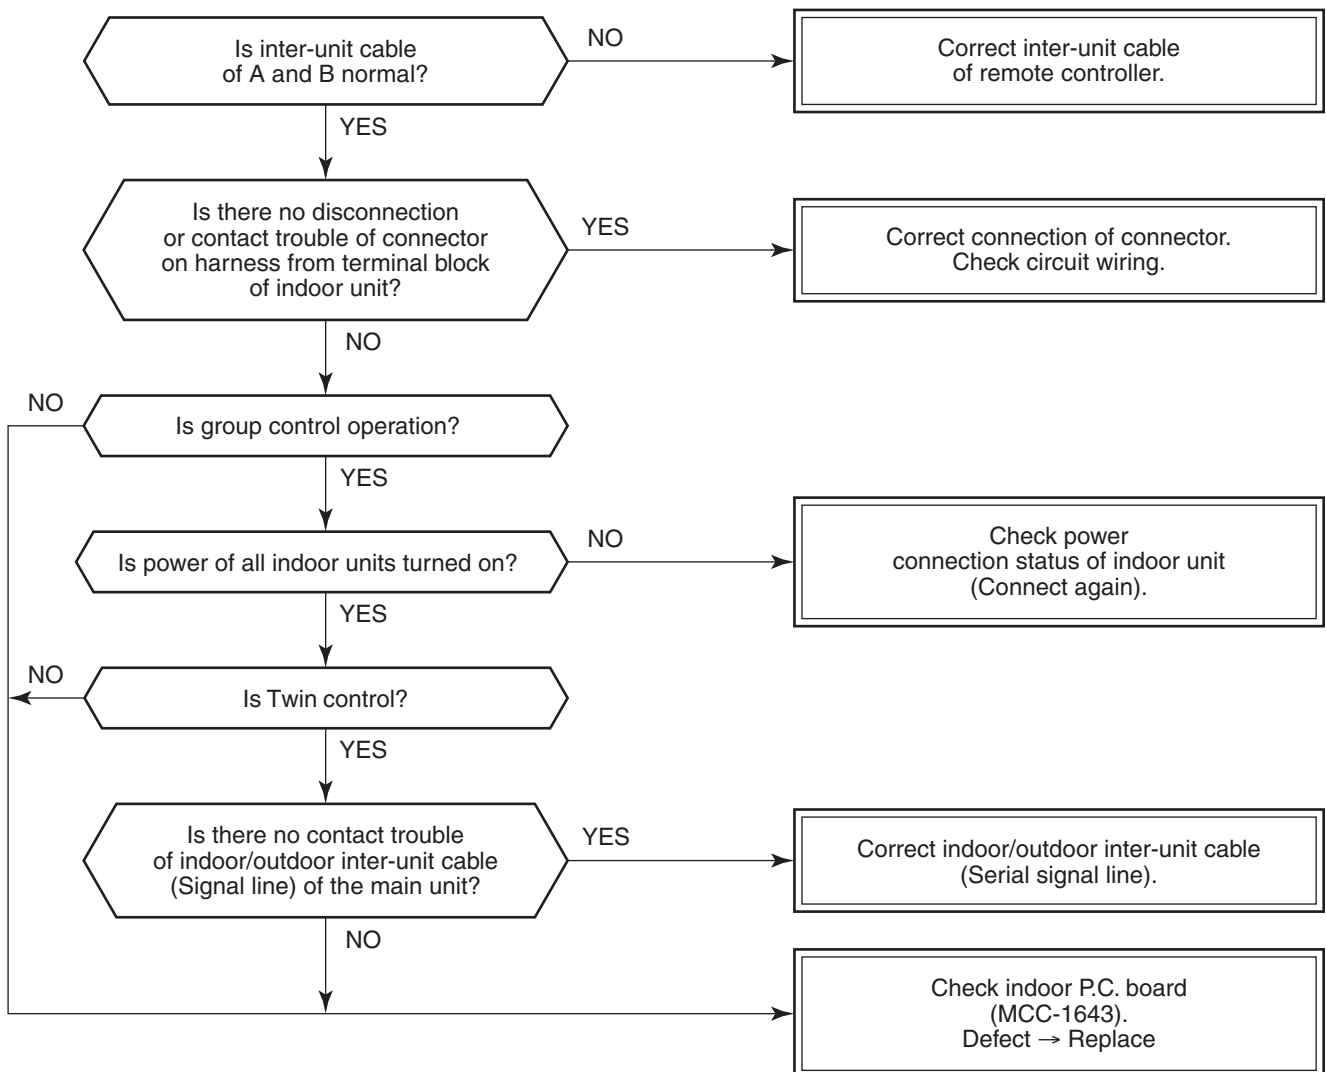 Is inter-unit cable
of A and B normal?
NO
Correct inter-unit cable
of remote controller.
YES
Is there no disconnection
or contact trouble of connector
on harness from terminal block
of indoor unit?
YES
Correct connection of connector.
Check circuit wiring.
NO
NO
Is group control operation?
YES
Is power of all indoor units turned on?
NO
Check power
connection status of indoor unit
(Connect again).
YES
NO
Is Twin control?
YES
Is there no contact trouble
of indoor/outdoor inter-unit cable
(Signal line) of the main unit?
YES
Correct indoor/outdoor inter-unit cable
(Serial signal line).
NO
Check indoor P.C. board
(MCC-1643).
Defect → Replace